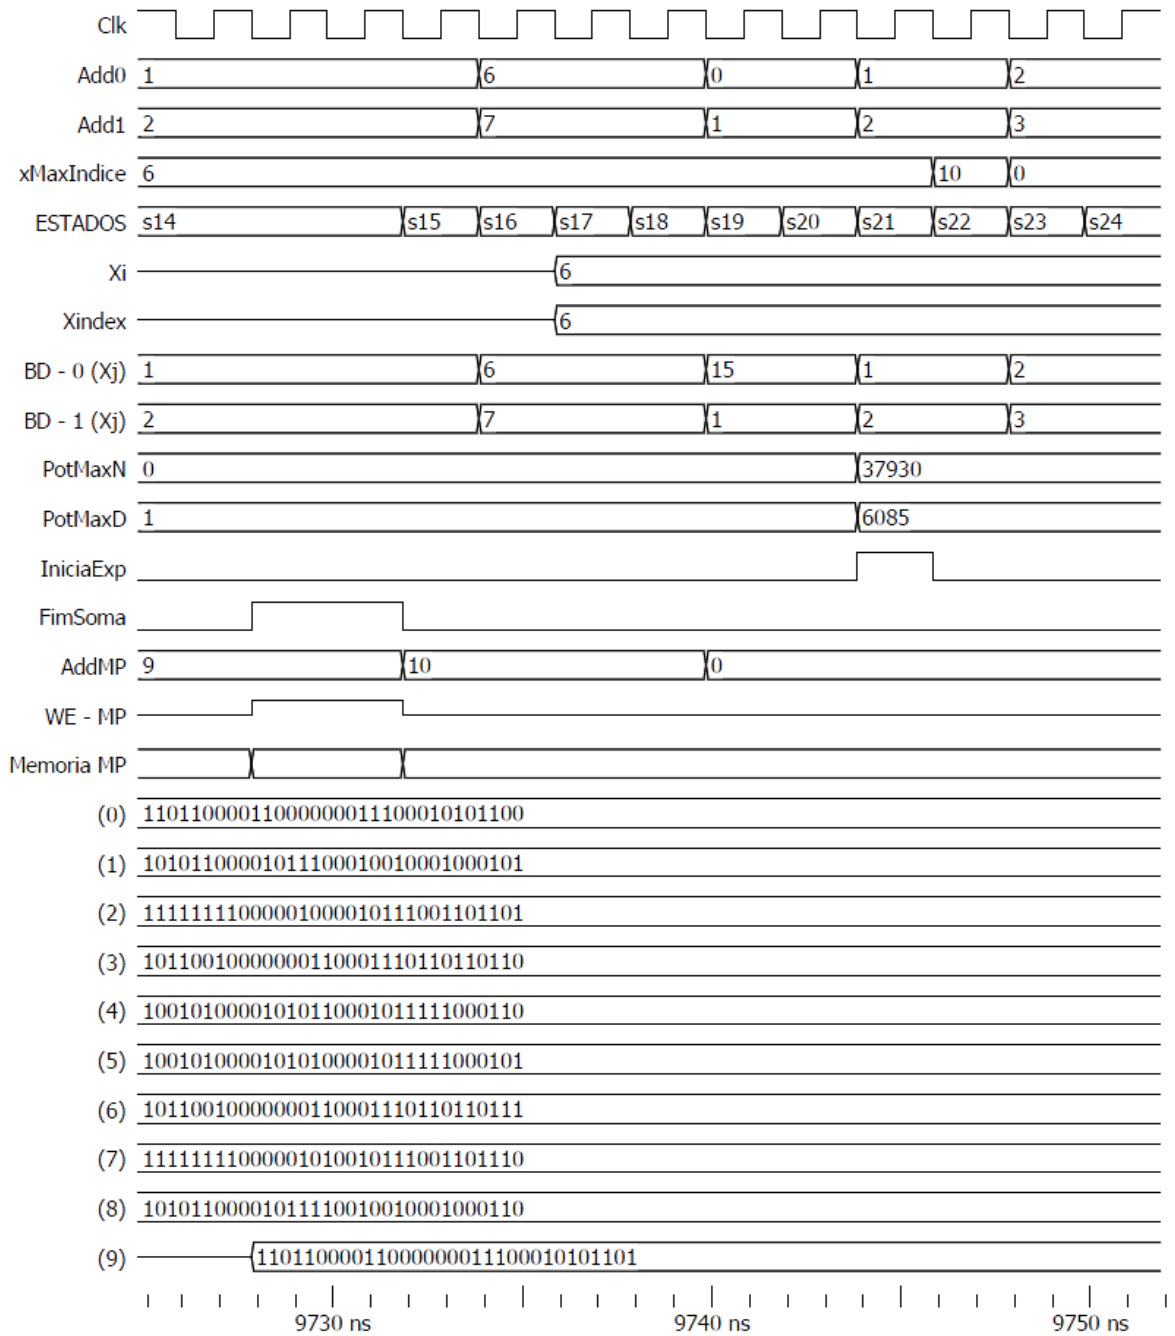 Clk
Add0 1 6 0 1 2
Add1 2 7 1 2 3
xMaxIndice 6 10 0
ESTADOS s14 s15 s16 s17 s18 s19 s20 s21 s22 s23 s24
Xi 6
Xindex 6
BD - 0 (Xj) 1 6 15 1 2
BD - 1 (Xj) 2 7 1 2 3
PotMaxN 0 37930
PotMaxD 1 6085
IniciaExp
FimSoma
AddMP 9 10 0
WE - MP
Memoria MP
(0) 11011000011000000011100010101100
(1) 10101100001011100010010001000101
(2) 11111111000001000010111001101101
(3) 10110010000000110001110110110110
(4) 10010100001010110001011111000110
(5) 10010100001010100001011111000101
(6) 10110010000000110001110110110111
(7) 11111111000001010010111001101110
(8) 10101100001011110010010001000110
(9) 11011000011000000011100010101101
9730 ns 9740 ns 9750 ns